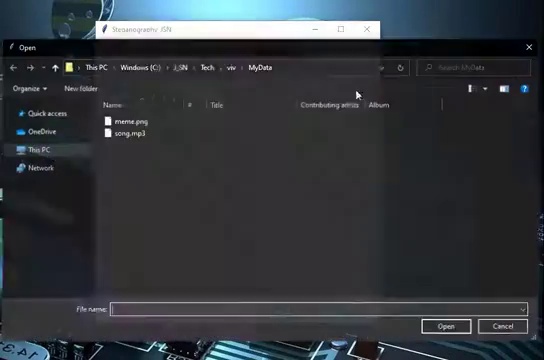 Steganography JSN
Open
This PC Windows (C:) J_SN Tech viv MyData
Search MyData
Organize New folder
Name # Title Contributing artists Album
Quick access
OneDrive
This PC
Network
meme.png
song.mp3
File name:
Open Cancel